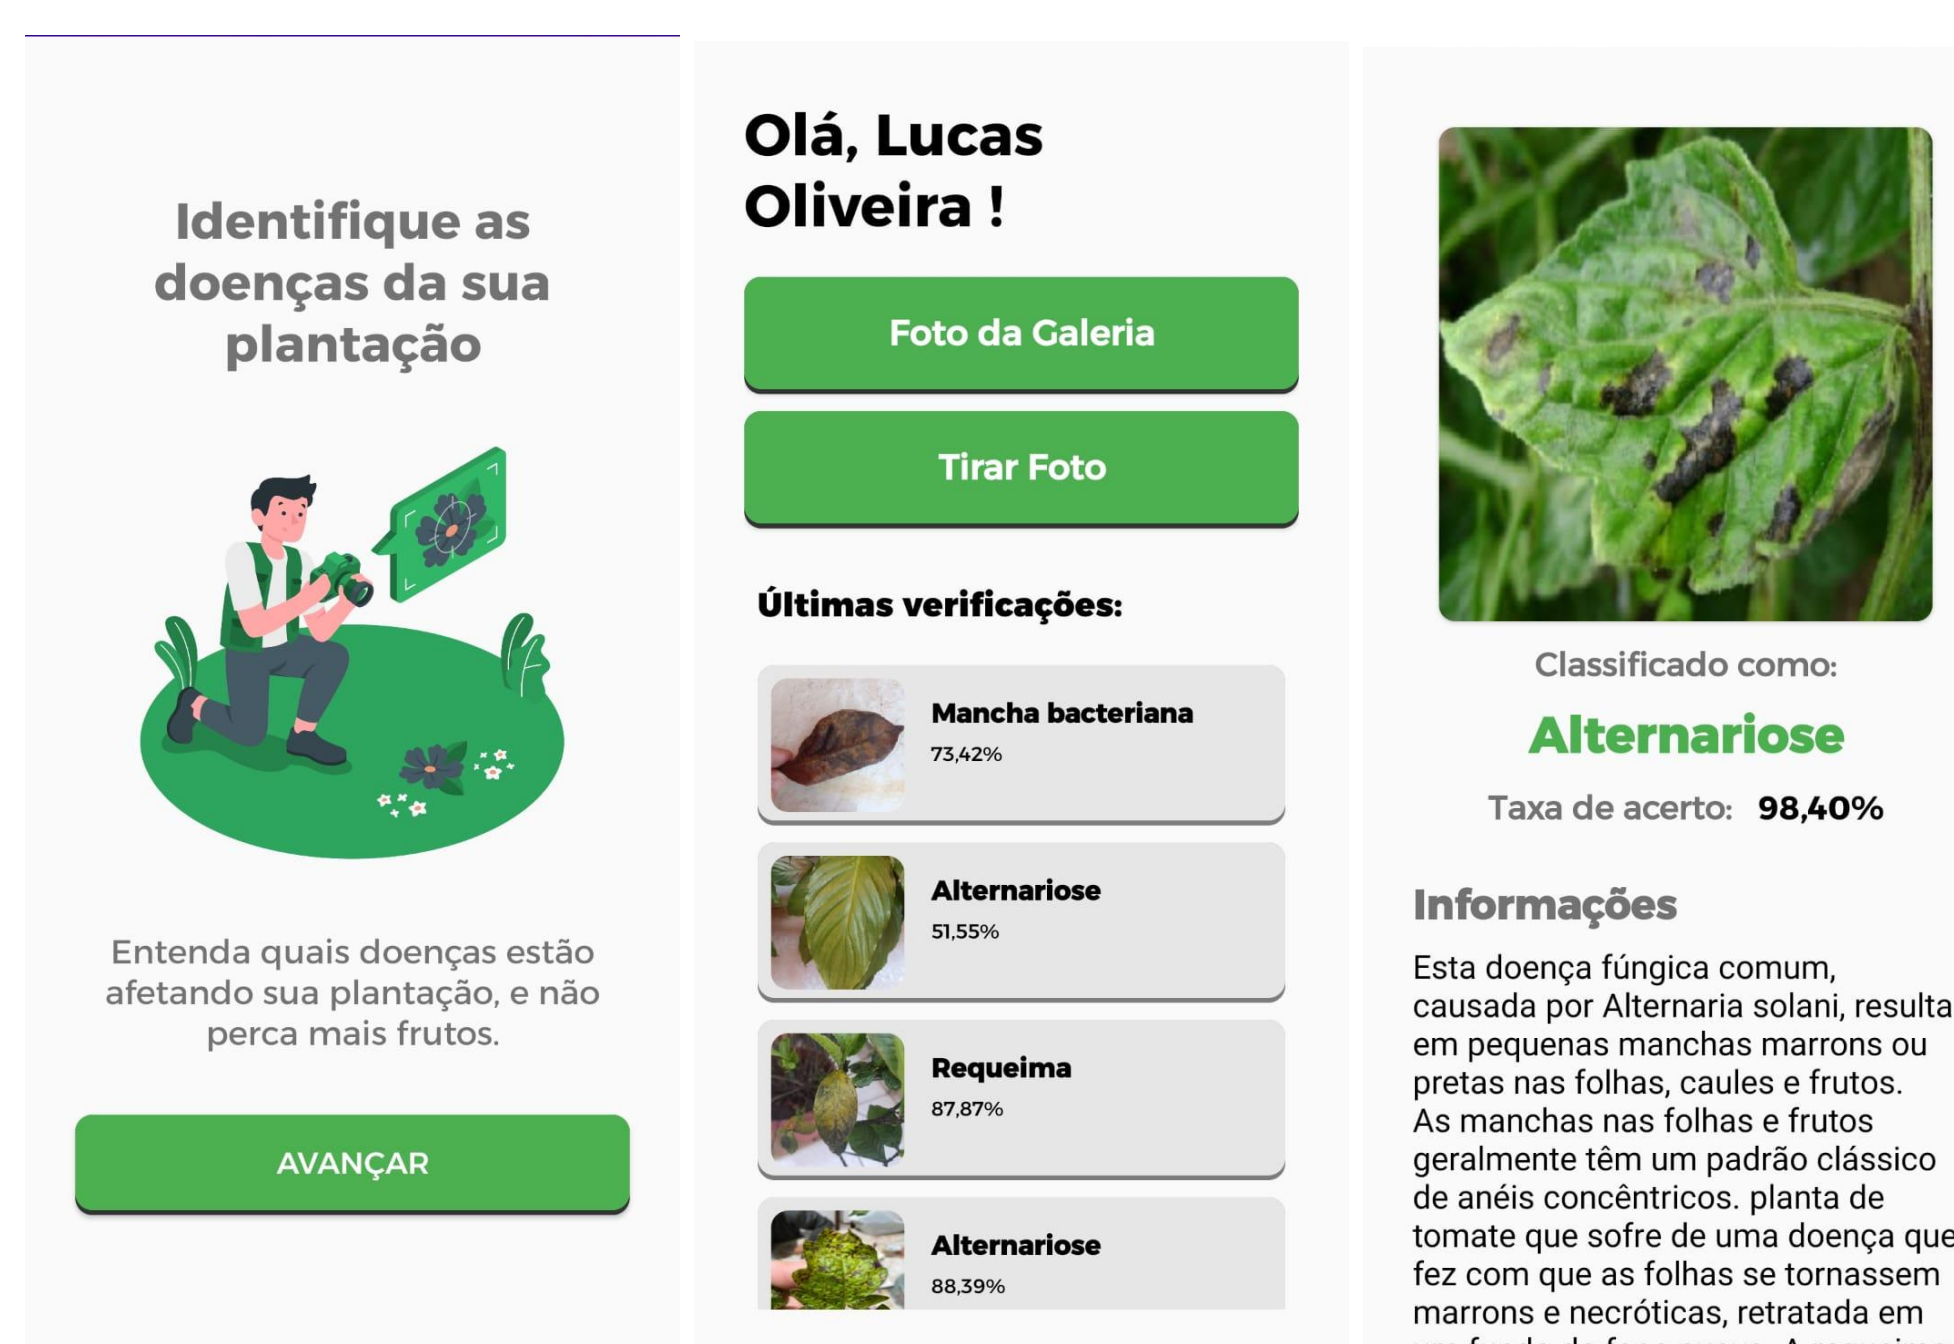 Identifique as
doenças da sua
plantação
Entenda quais doenças estão
afetando sua plantação, e não
perca mais frutos.
AVANÇAR
Olá, Lucas
Oliveira !
Foto da Galeria
Tirar Foto
Últimas verificações:
Mancha bacteriana
73,42%
Alternariose
51,55%
Requeima
87,87%
Alternariose
88,39%
Classificado como:
Alternariose
Taxa de acerto: 98,40%
Informações
Esta doença fúngica comum,
causada por Alternaria solani, resulta
em pequenas manchas marrons ou
pretas nas folhas, caules e frutos.
As manchas nas folhas e frutos
geralmente têm um padrão clássico
de anéis concêntricos. planta de
tomate que sofre de uma doença que
fez com que as folhas se tornassem
marrons e necróticas, retratada em